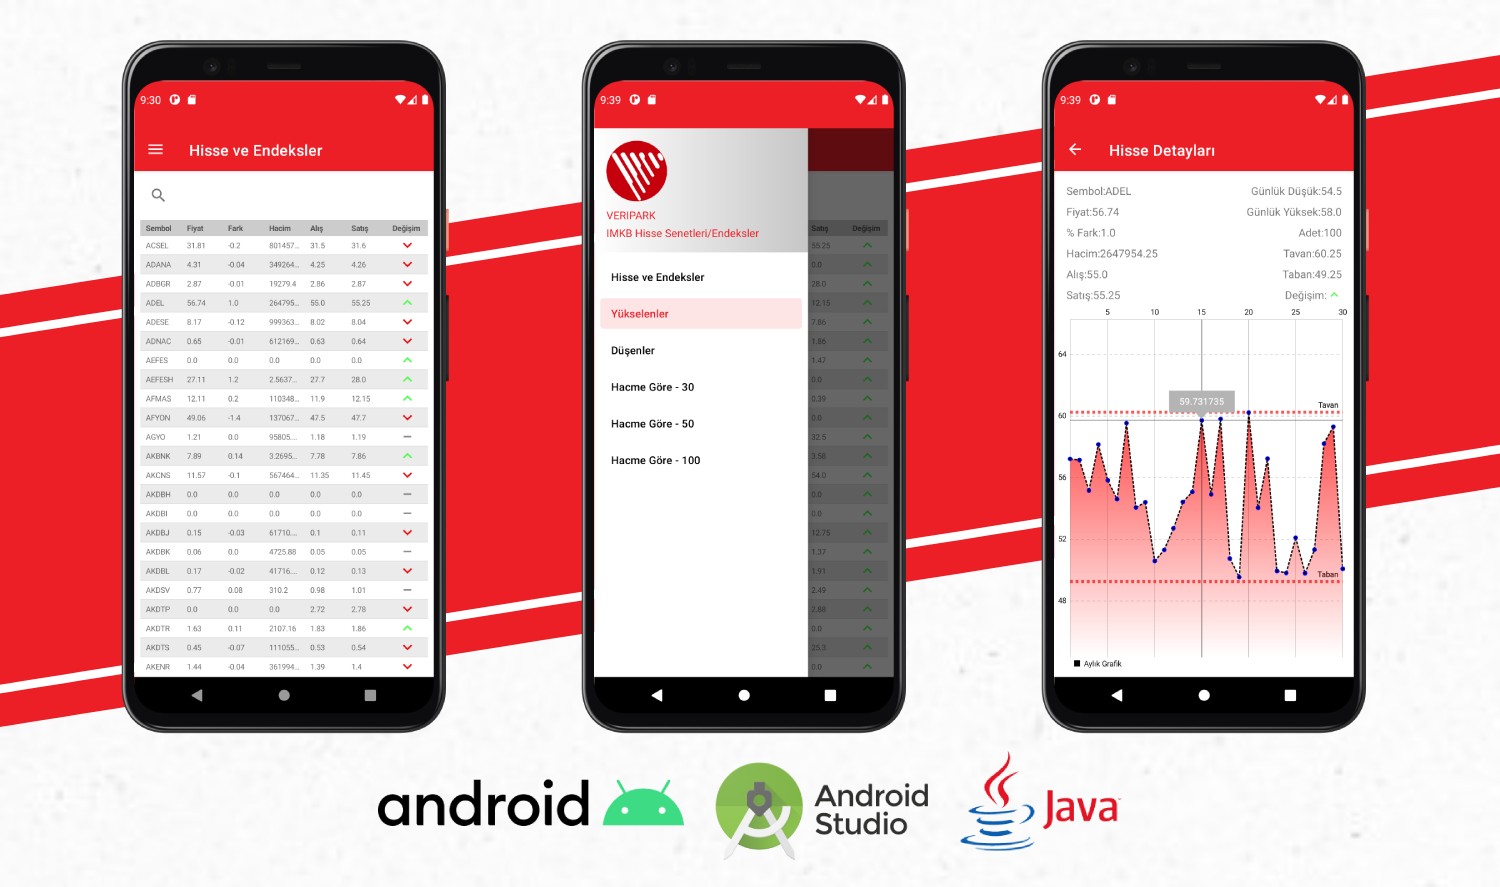 9:30
Hisse ve Endeksler
Sembol Fiyat Fark Hacim Alış Satış Değişim
ACSEL 31.81 -0.2 801457... 31.5 31.6
ADANA 4.31 -0.04 349264... 4.25 4.26
ADBGR 2.87 -0.01 19279.4 2.86 2.87
ADEL 56.74 1.0 264795... 55.0 55.25
ADESE 8.17 -0.12 999363... 8.02 8.04
ADNAC 0.65 -0.01 612169... 0.63 0.64
AEFES 0.0 0.0 0.0 0.0 0.0
AEFESH 27.11 1.2 2.5637... 27.7 28.0
AFMAS 12.11 0.2 110348... 11.9 12.15
AFYON 49.06 -1.4 137067... 47.5 47.7
AGYO 1.21 0.0 95805.... 1.18 1.19
AKBNK 7.89 0.14 3.2695... 7.78 7.86
AKCNS 11.57 -0.1 567464... 11.35 11.45
AKDBH 0.0 0.0 0.0 0.0 0.0
AKDBI 0.0 0.0 0.0 0.0 0.0
AKDBJ 0.15 -0.03 61710.... 0.1 0.11
AKDBK 0.06 0.0 4725.88 0.05 0.05
AKDBL 0.17 -0.02 41716.... 0.12 0.13
AKDSV 0.77 0.08 310.2 0.98 1.01
AKDTP 0.0 0.0 0.0 2.72 2.78
AKDTR 1.63 0.11 2107.16 1.83 1.86
AKDTS 0.45 -0.07 111055... 0.53 0.54
AKENR 1.44 -0.04 361994... 1.39 1.4
9:39
VERIPARK
IMKB Hisse Senetleri/Endeksler
Hisse ve Endeksler
Yükselenler
Düşenler
Hacme Göre - 30
Hacme Göre - 50
Hacme Göre - 100
Satış Değişim
55.25
0.0
28.0
12.15
7.86
1.86
1.47
0.0
0.39
0.0
32.5
3.58
54.0
0.0
0.0
12.75
1.37
1.91
2.49
2.88
0.0
25.3
0.0
9:39
Hisse Detayları
Sembol:ADEL Günlük Düşük:54.5
Fiyat:56.74 Günlük Yüksek:58.0
% Fark:1.0 Adet:100
Hacim:2647954.25 Tavan:60.25
Alış:55.0 Taban:49.25
Satış:55.25 Değişim:
5 10 15 20 25 30
64
59.731735
Tavan
60
56
52
Taban
48
Aylık Grafik
android
Android
Studio
Java